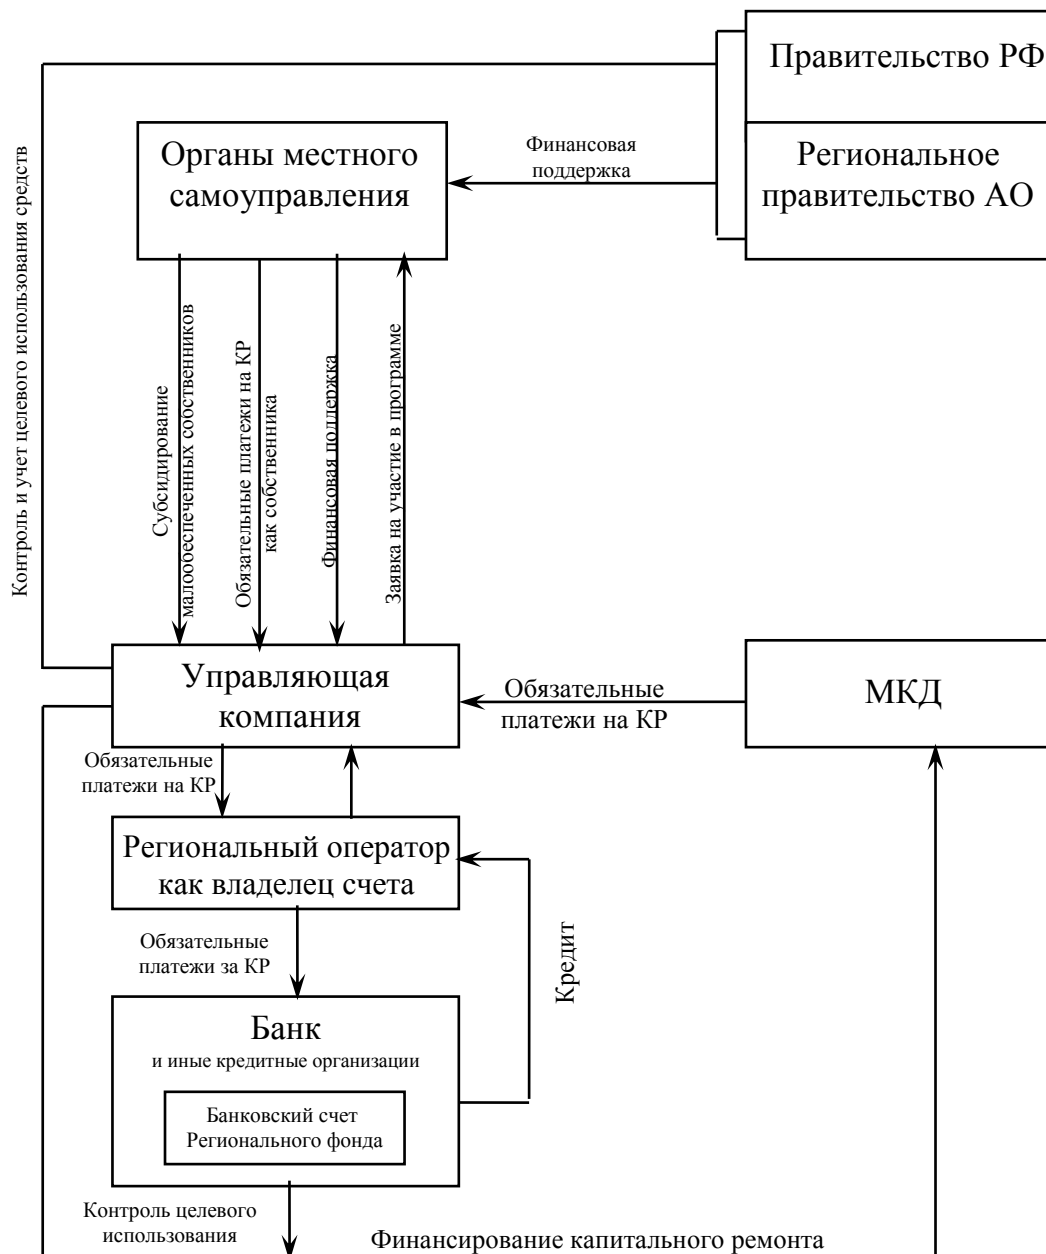 Правительство РФ
Органы местного
самоуправления
Финансовая
поддержка
Региональное
правительство АО
Контроль и учет целевого использования средств
Субсидирование
малообеспеченных собственников
Обязательные платежи на КР
как собственника
Финансовая поддержка
Заявка на участие в программе
Управляющая
компания
Обязательные
платежи на КР
МКД
Обязательные
платежи на КР
Региональный оператор
как владелец счета
Обязательные
платежи за КР
Кредит
Банк
и иные кредитные организации
Банковский счет
Регионального фонда
Контроль целевого
использования
Финансирование капитального ремонта